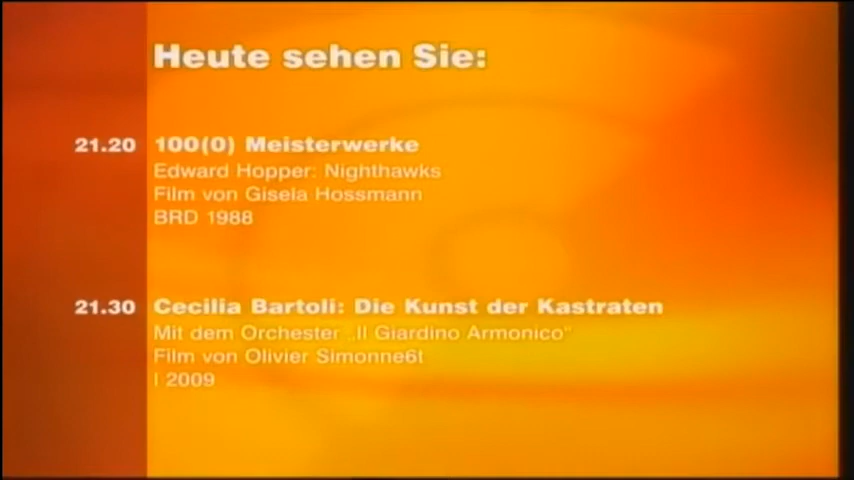 Heute sehen Sie:
21.20 100(0) Meisterwerke
Edward Hopper: Nighthawks
Film von Gisela Hossmann
BRD 1988
21.30 Cecilia Bartoli: Die Kunst der Kastraten
Mit dem Orchester „Il Giardino Armonico“
Film von Olivier Simonne6t
I 2009